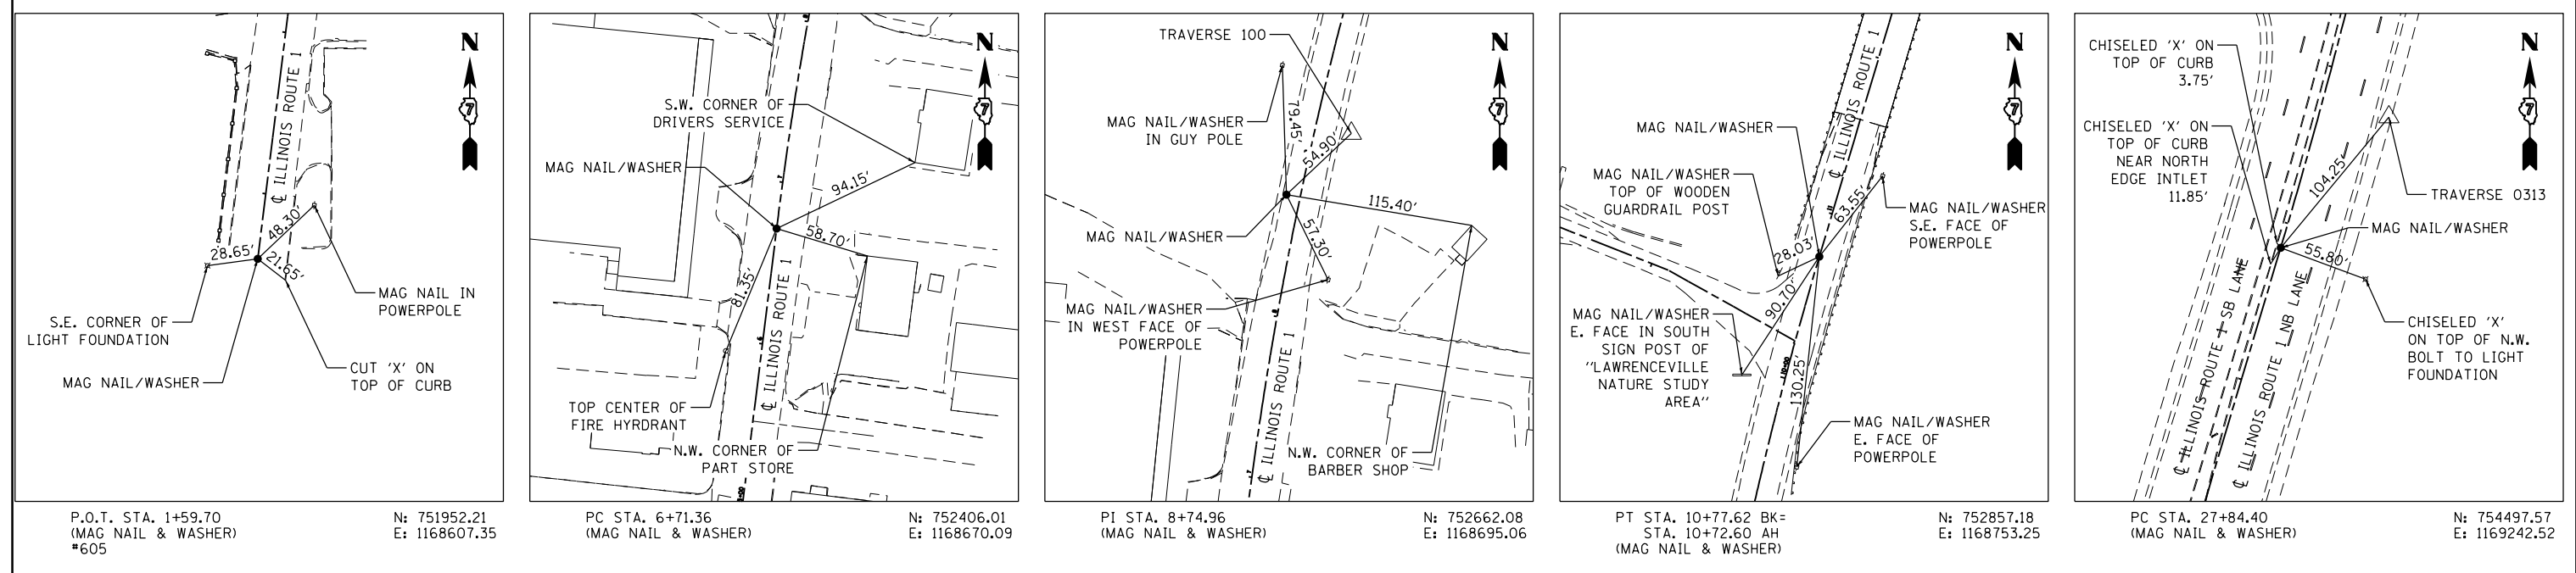 N
7
℄ ILLINOIS ROUTE 1
48.30'
28.65'
21.65'
MAG NAIL IN
POWERPOLE
S.E. CORNER OF
LIGHT FOUNDATION
MAG NAIL/WASHER
CUT 'X' ON
TOP OF CURB
P.O.T. STA. 1+59.70
(MAG NAIL & WASHER)
#605
N: 751952.21
E: 1168607.35
N
7
S.W. CORNER OF
DRIVERS SERVICE
MAG NAIL/WASHER
94.15'
58.70'
81.35'
℄ ILLINOIS ROUTE 1
TOP CENTER OF
FIRE HYRDRANT
N.W. CORNER OF
PART STORE
PC STA. 6+71.36
(MAG NAIL & WASHER)
N: 752406.01
E: 1168670.09
N
7
TRAVERSE 100
MAG NAIL/WASHER
IN GUY POLE
79.45'
54.90'
115.40'
57.30'
MAG NAIL/WASHER
MAG NAIL/WASHER
IN WEST FACE OF
POWERPOLE
℄ ILLINOIS ROUTE 1
N.W. CORNER OF
BARBER SHOP
PI STA. 8+74.96
(MAG NAIL & WASHER)
N: 752662.08
E: 1168695.06
N
7
℄ ILLINOIS ROUTE 1
MAG NAIL/WASHER
MAG NAIL/WASHER
TOP OF WOODEN
GUARDRAIL POST
63.55'
28.03'
MAG NAIL/WASHER
S.E. FACE OF
POWERPOLE
90.70'
130.25'
MAG NAIL/WASHER
E. FACE IN SOUTH
SIGN POST OF
"LAWRENCEVILLE
NATURE STUDY
AREA"
MAG NAIL/WASHER
E. FACE OF
POWERPOLE
PT STA. 10+77.62 BK=
STA. 10+72.60 AH
(MAG NAIL & WASHER)
N: 752857.18
E: 1168753.25
N
7
CHISELED 'X' ON
TOP OF CURB
3.75'
CHISELED 'X' ON
TOP OF CURB
NEAR NORTH
EDGE INTLET
11.85'
104.25'
TRAVERSE 0313
MAG NAIL/WASHER
55.80'
℄ ILLINOIS ROUTE 1 SB LANE
℄ ILLINOIS ROUTE 1 NB LANE
CHISELED 'X'
ON TOP OF N.W.
BOLT TO LIGHT
FOUNDATION
PC STA. 27+84.40
(MAG NAIL & WASHER)
N: 754497.57
E: 1169242.52